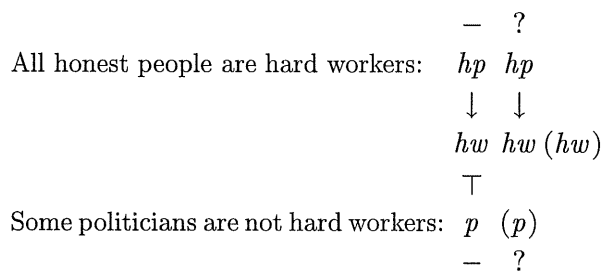 − ?
All honest people are hard workers: hp hp
↓ ↓
hw hw (hw)
⊤
Some politicians are not hard workers: p (p)
− ?